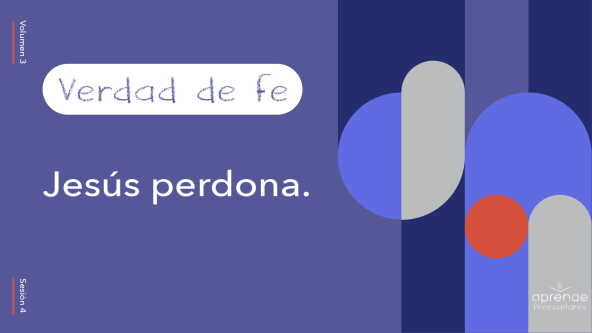 Volumen 3
Verdad de fe
Jesús perdona.
Sesión 4
aprende
Preescolares